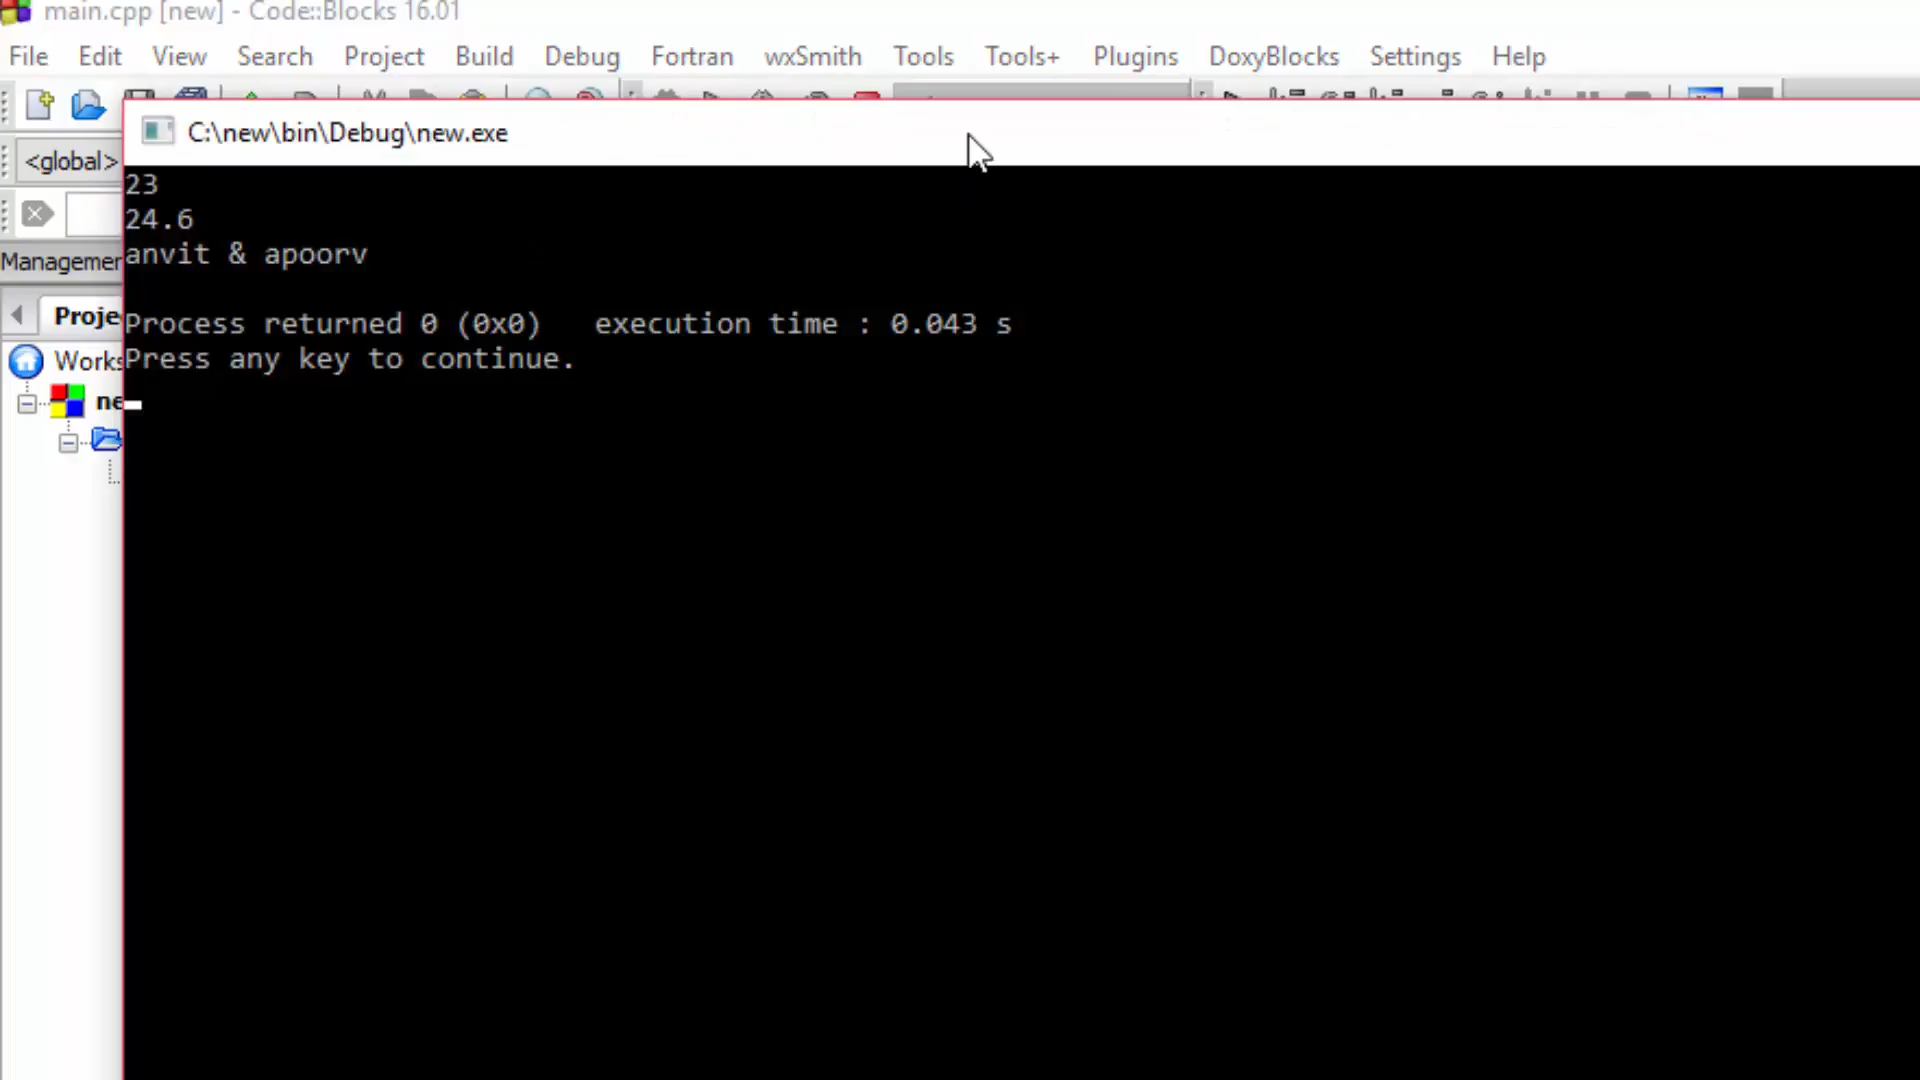 main.cpp [new] - Code::Blocks 16.01
File Edit View Search Project Build Debug Fortran wxSmith Tools Tools+ Plugins DoxyBlocks Settings Help
C:\new\bin\Debug\new.exe
<global>
23
24.6
anvit & apoorv
Process returned 0 (0x0)   execution time : 0.043 s
Press any key to continue.